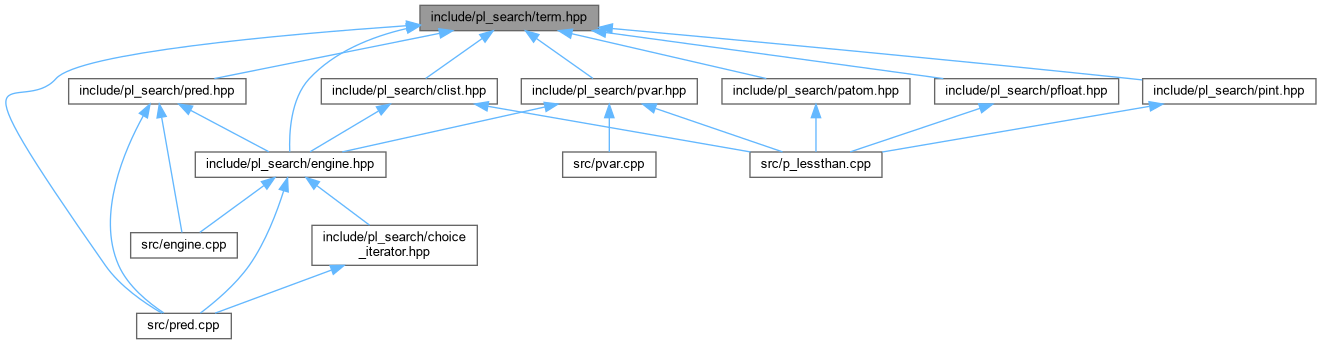 include/pl_search/term.hpp
include/pl_search/pred.hpp
include/pl_search/clist.hpp
include/pl_search/pvar.hpp
include/pl_search/patom.hpp
include/pl_search/pfloat.hpp
include/pl_search/pint.hpp
include/pl_search/engine.hpp
src/pvar.cpp
src/p_lessthan.cpp
src/engine.cpp
include/pl_search/choice
_iterator.hpp
src/pred.cpp